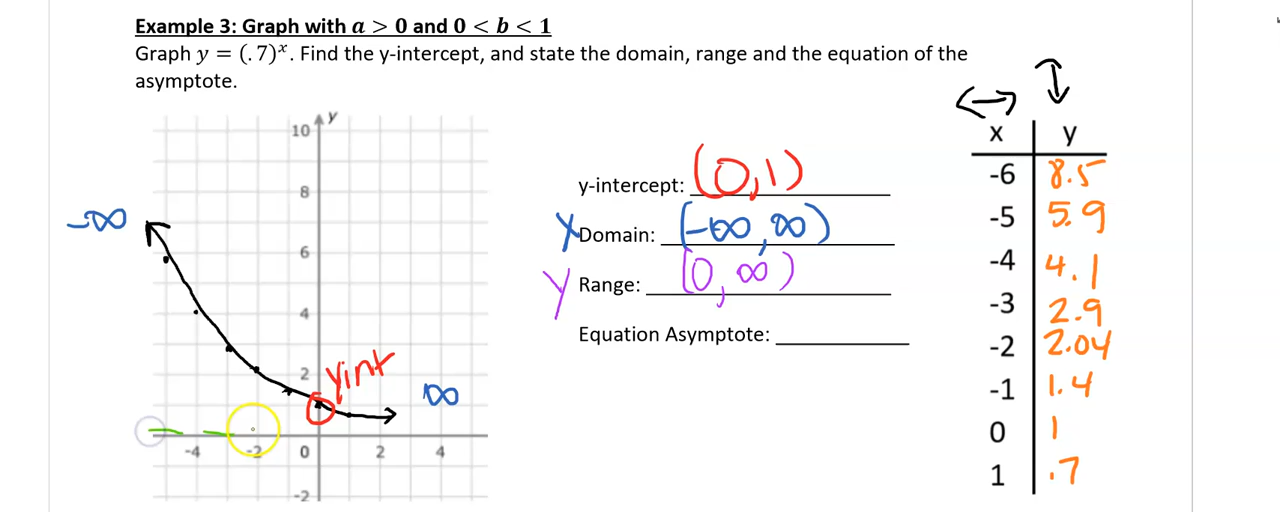 Example 3: Graph with a > 0 and 0 < b < 1
Graph y = (.7)ˣ. Find the y-intercept, and state the domain, range and the equation of the
asymptote.
y
10
8
6
4
2
0
-2
-4
-2
2
4
-∞
∞
Yint
y-intercept: (0,1)
X Domain: (-∞,∞)
Y Range: (0,∞)
Equation Asymptote:
x y
-6 8.5
-5 5.9
-4 4.1
-3 2.9
-2 2.04
-1 1.4
0 1
1 .7